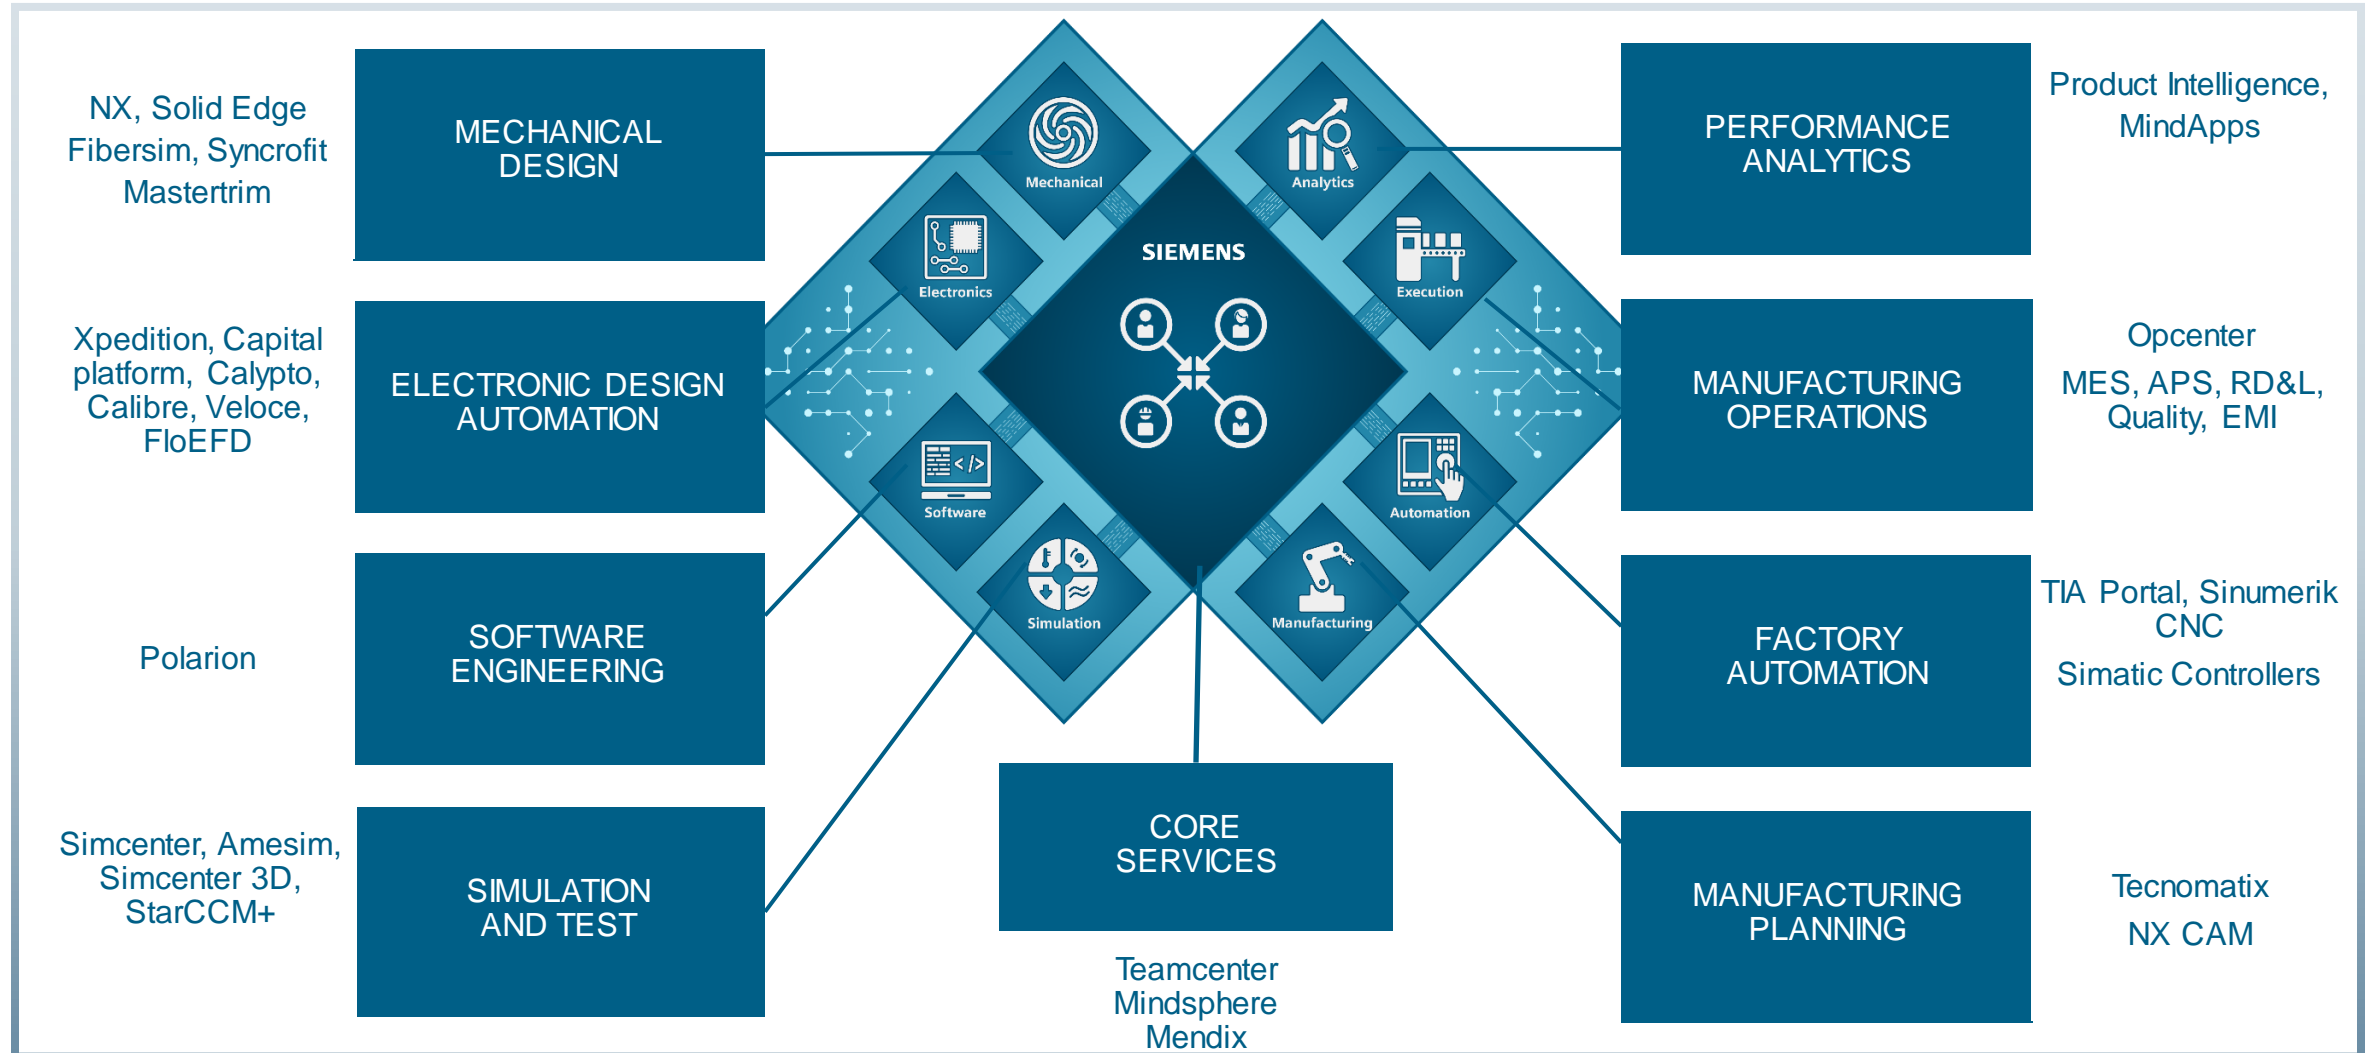 NX, Solid Edge
Fibersim, Syncrofit
Mastertrim
MECHANICAL
DESIGN
Xpedition, Capital
platform, Calypto,
Calibre, Veloce,
FloEFD
ELECTRONIC DESIGN
AUTOMATION
Polarion
SOFTWARE
ENGINEERING
Simcenter, Amesim,
Simcenter 3D,
StarCCM+
SIMULATION
AND TEST
Mechanical
Electronics
Software
Simulation
SIEMENS
</>
Analytics
Execution
Automation
Manufacturing
CORE
SERVICES
Teamcenter
Mindsphere
Mendix
PERFORMANCE
ANALYTICS
Product Intelligence,
MindApps
MANUFACTURING
OPERATIONS
Opcenter
MES, APS, RD&L,
Quality, EMI
FACTORY
AUTOMATION
TIA Portal, Sinumerik
CNC
Simatic Controllers
MANUFACTURING
PLANNING
Tecnomatix
NX CAM